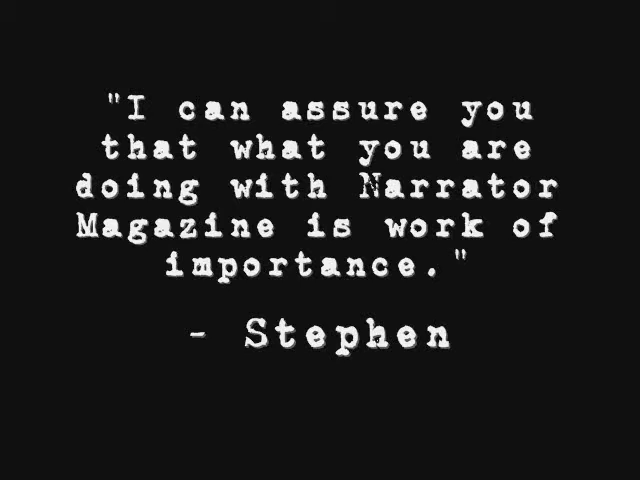 "I can assure you
that what you are
doing with Narrator
Magazine is work of
importance."
- Stephen